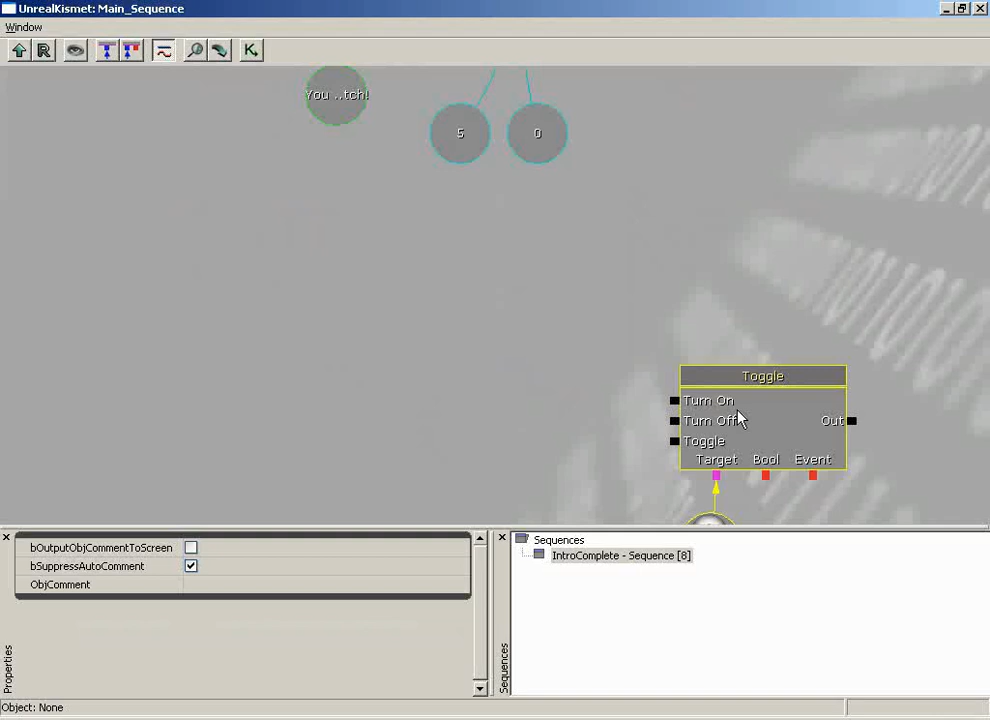 UnrealKismet: Main_Sequence
Window
R
K
You ..tch!
5
0
Toggle
Turn On
Turn Off
Out
Toggle
Target Bool Event
bOutputObjCommentToScreen
bSuppressAutoComment
ObjComment
Properties
Sequences
IntroComplete - Sequence [8]
Sequences
Object: None